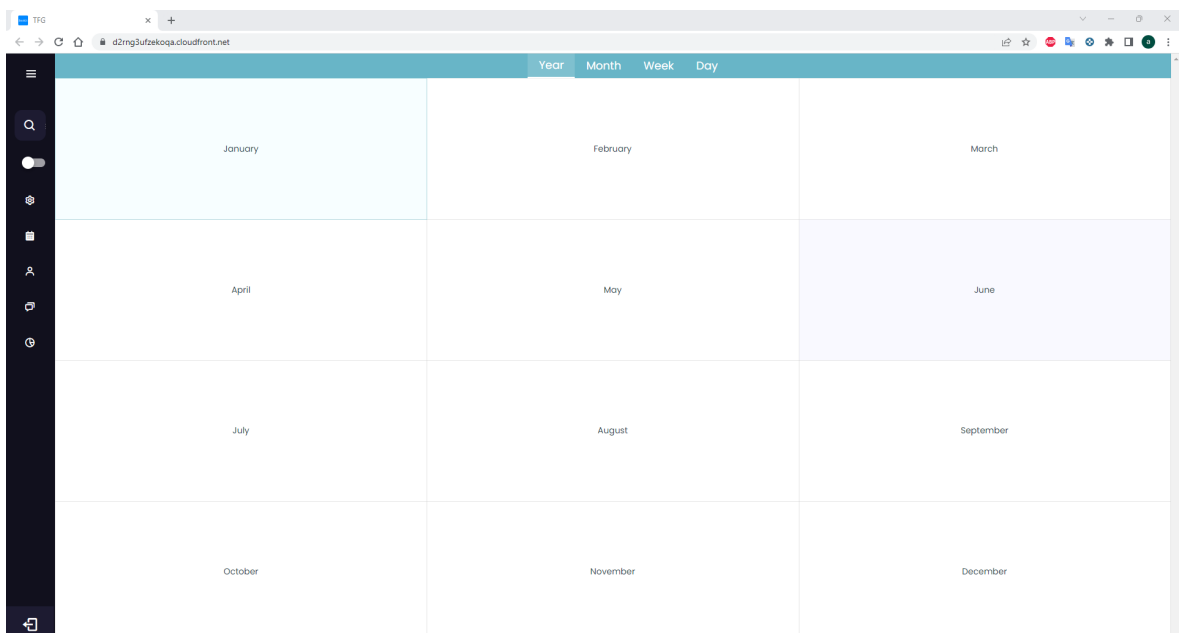 TFG
d2rng3ufzekoqa.cloudfront.net
Year Month Week Day
January February March
April May June
July August September
October November December